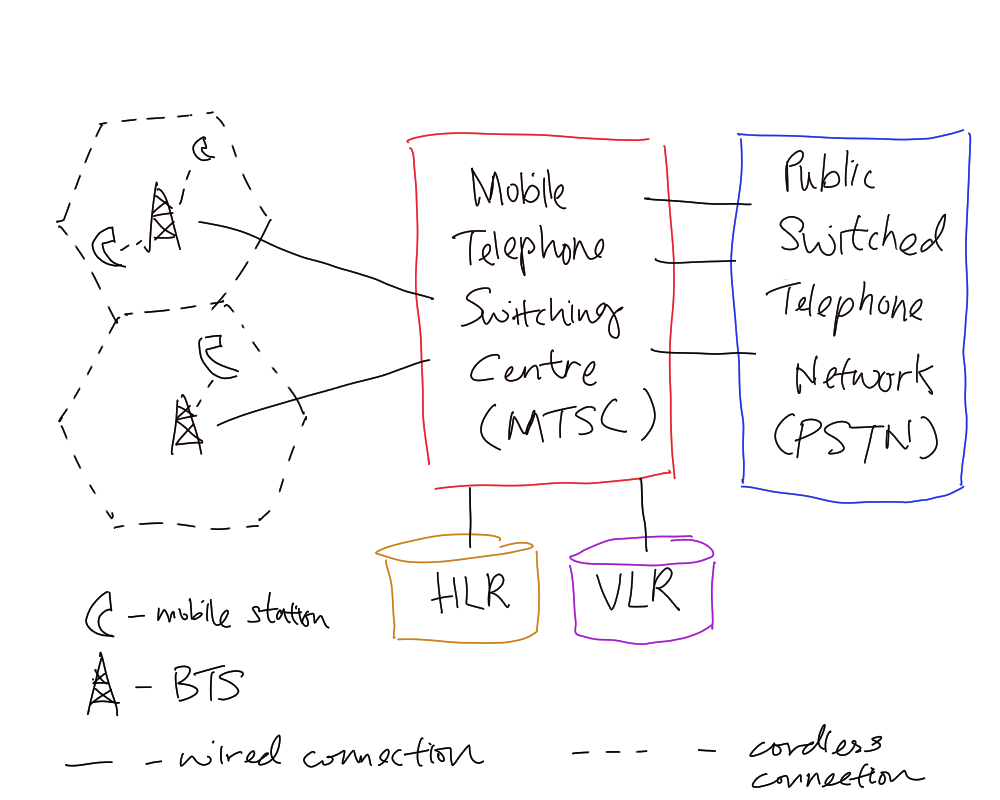 Mobile
Telephone
Switching
Centre
(MTSC)
Public
Switched
Telephone
Network
(PSTN)
HLR
VLR
- mobile station
- BTS
- wired connection
- cordless
connection